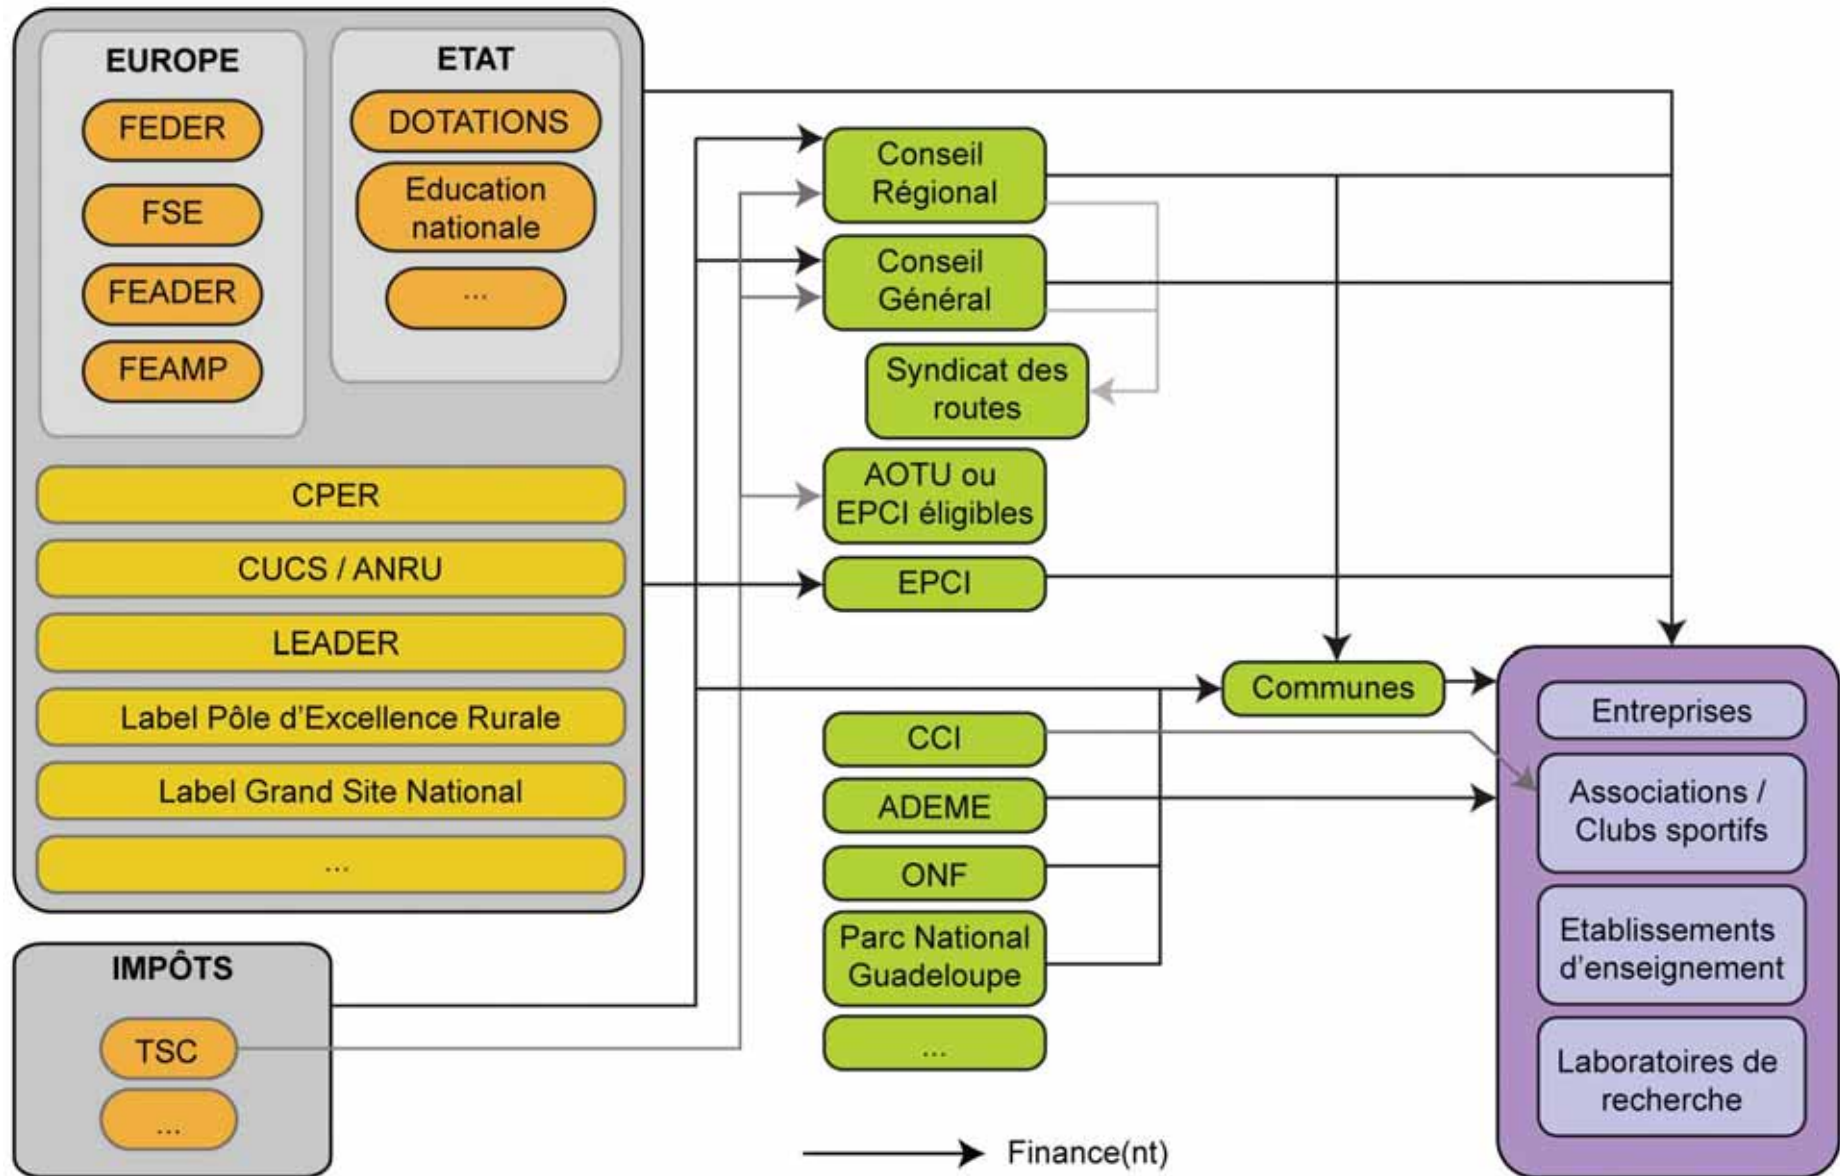 EUROPE
FEDER
FSE
FEADER
FEAMP
ETAT
DOTATIONS
Education
nationale
...
CPER
CUCS / ANRU
LEADER
Label Pôle d'Excellence Rurale
Label Grand Site National
...
IMPÔTS
TSC
...
Conseil
Régional
Conseil
Général
Syndicat des
routes
AOTU ou
EPCI éligibles
EPCI
Communes
CCI
ADEME
ONF
Parc National
Guadeloupe
...
Entreprises
Associations /
Clubs sportifs
Etablissements
d'enseignement
Laboratoires de
recherche
Finance(nt)